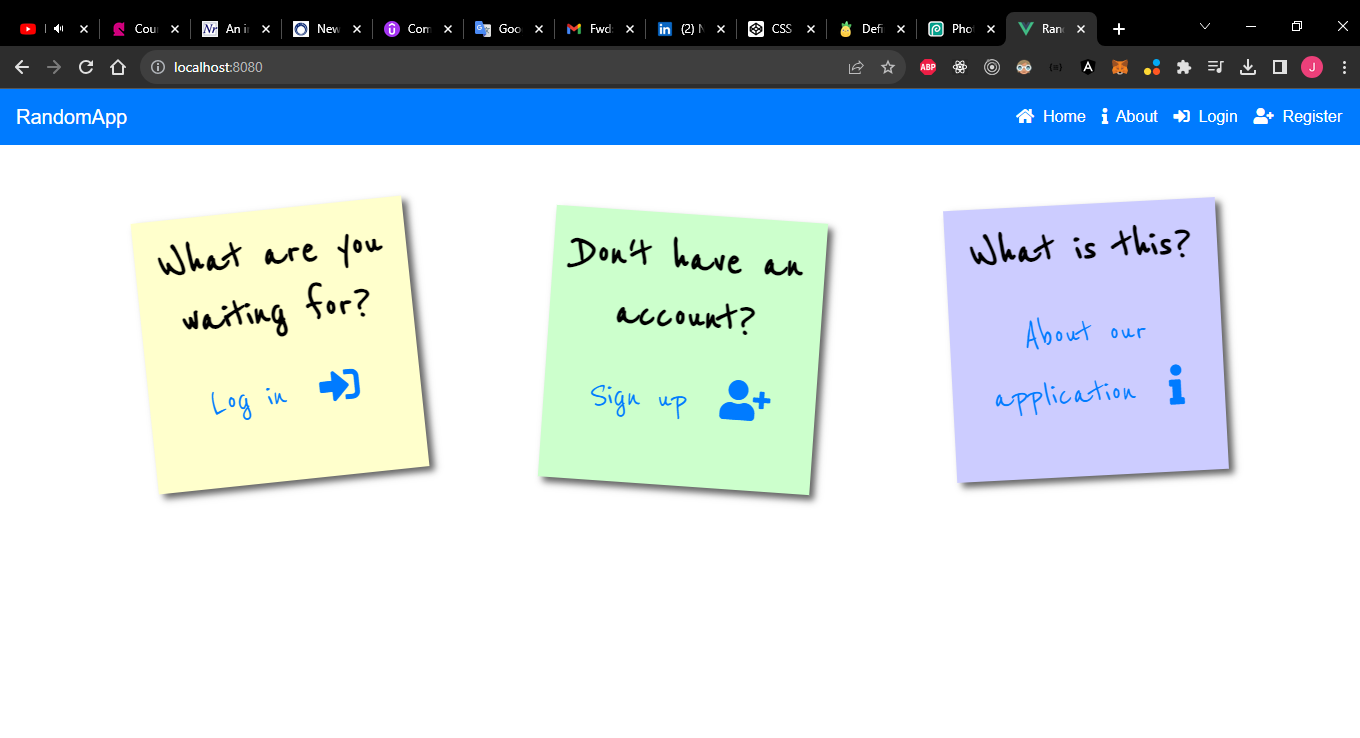 Cou
An i
New
Com
Goo
Fwd:
(2) N
CSS
Defi
Pho
Ran
localhost:8080
ABP
J
RandomApp
Home
About
Login
Register
What are you
waiting for?
Log in
Don't have an
account?
Sign up
What is this?
About our
application